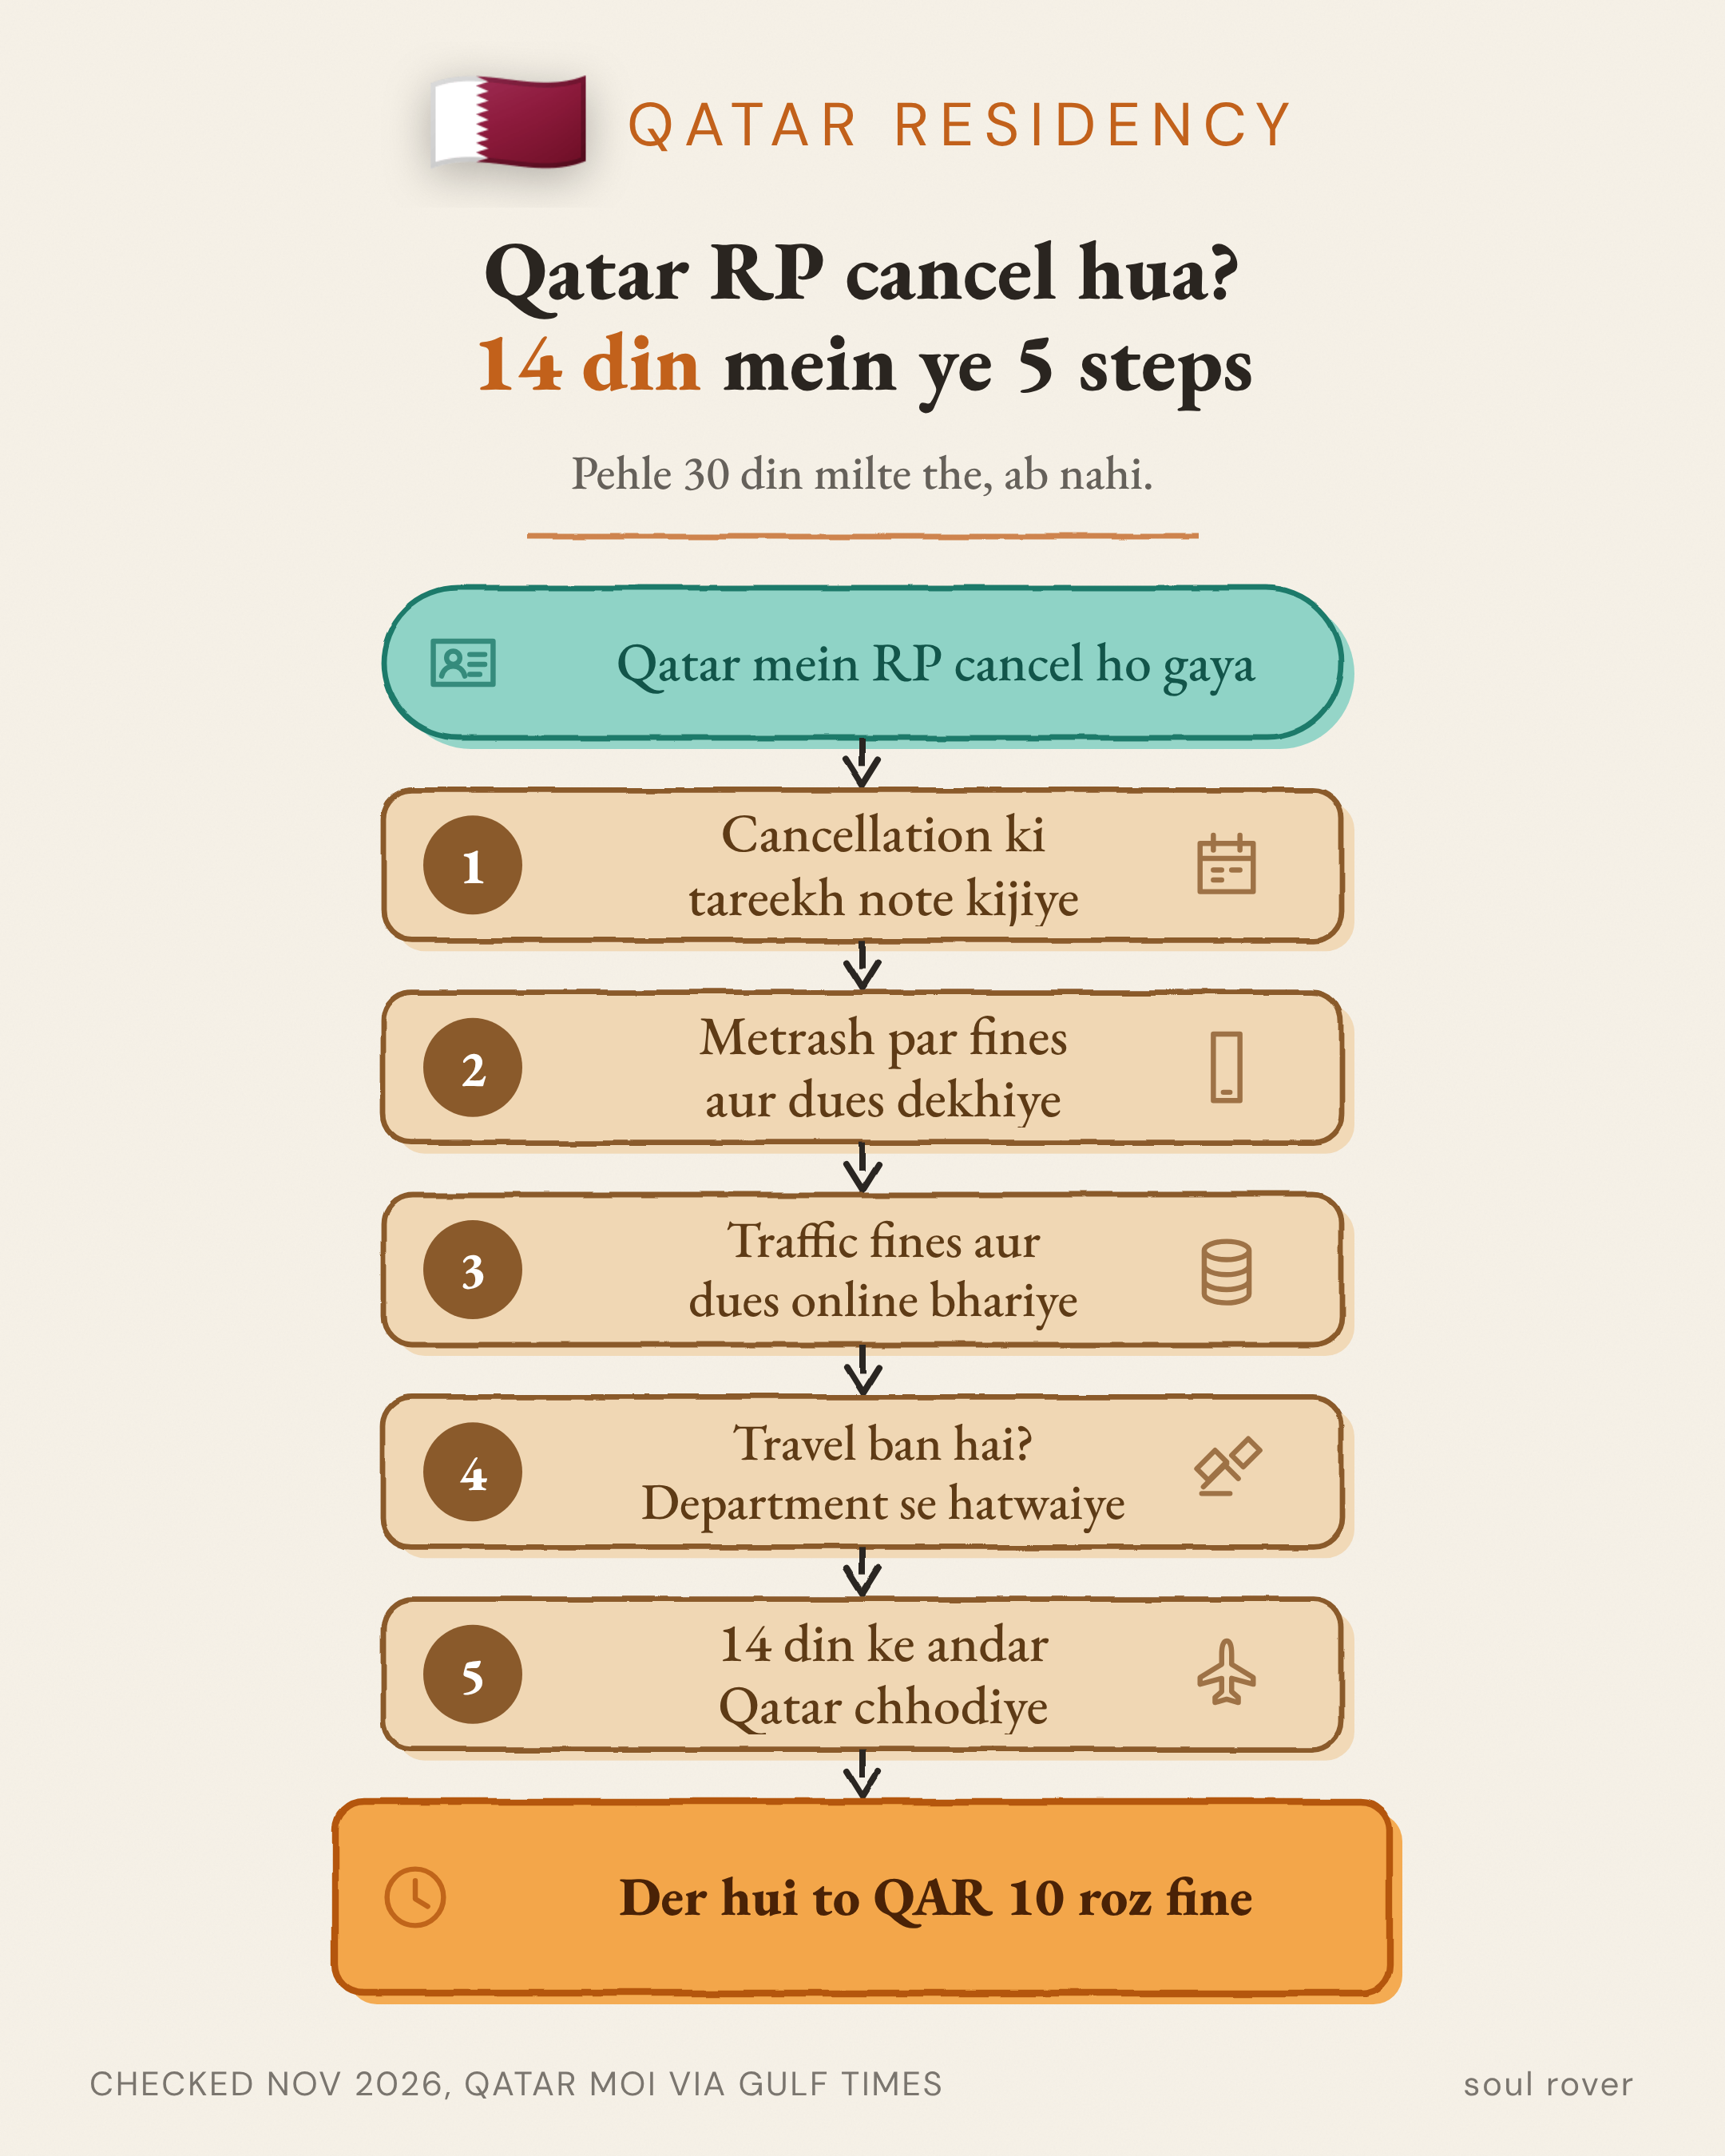 QATAR RESIDENCY
Qatar RP cancel hua?
14 din mein ye 5 steps
Pehle 30 din milte the, ab nahi.
Qatar mein RP cancel ho gaya
1
Cancellation ki
tareekh note kijiye
2
Metrash par fines
aur dues dekhiye
3
Traffic fines aur
dues online bhariye
4
Travel ban hai?
Department se hatwaiye
5
14 din ke andar
Qatar chhodiye
Der hui to QAR 10 roz fine
CHECKED NOV 2026, QATAR MOI VIA GULF TIMES
soul rover